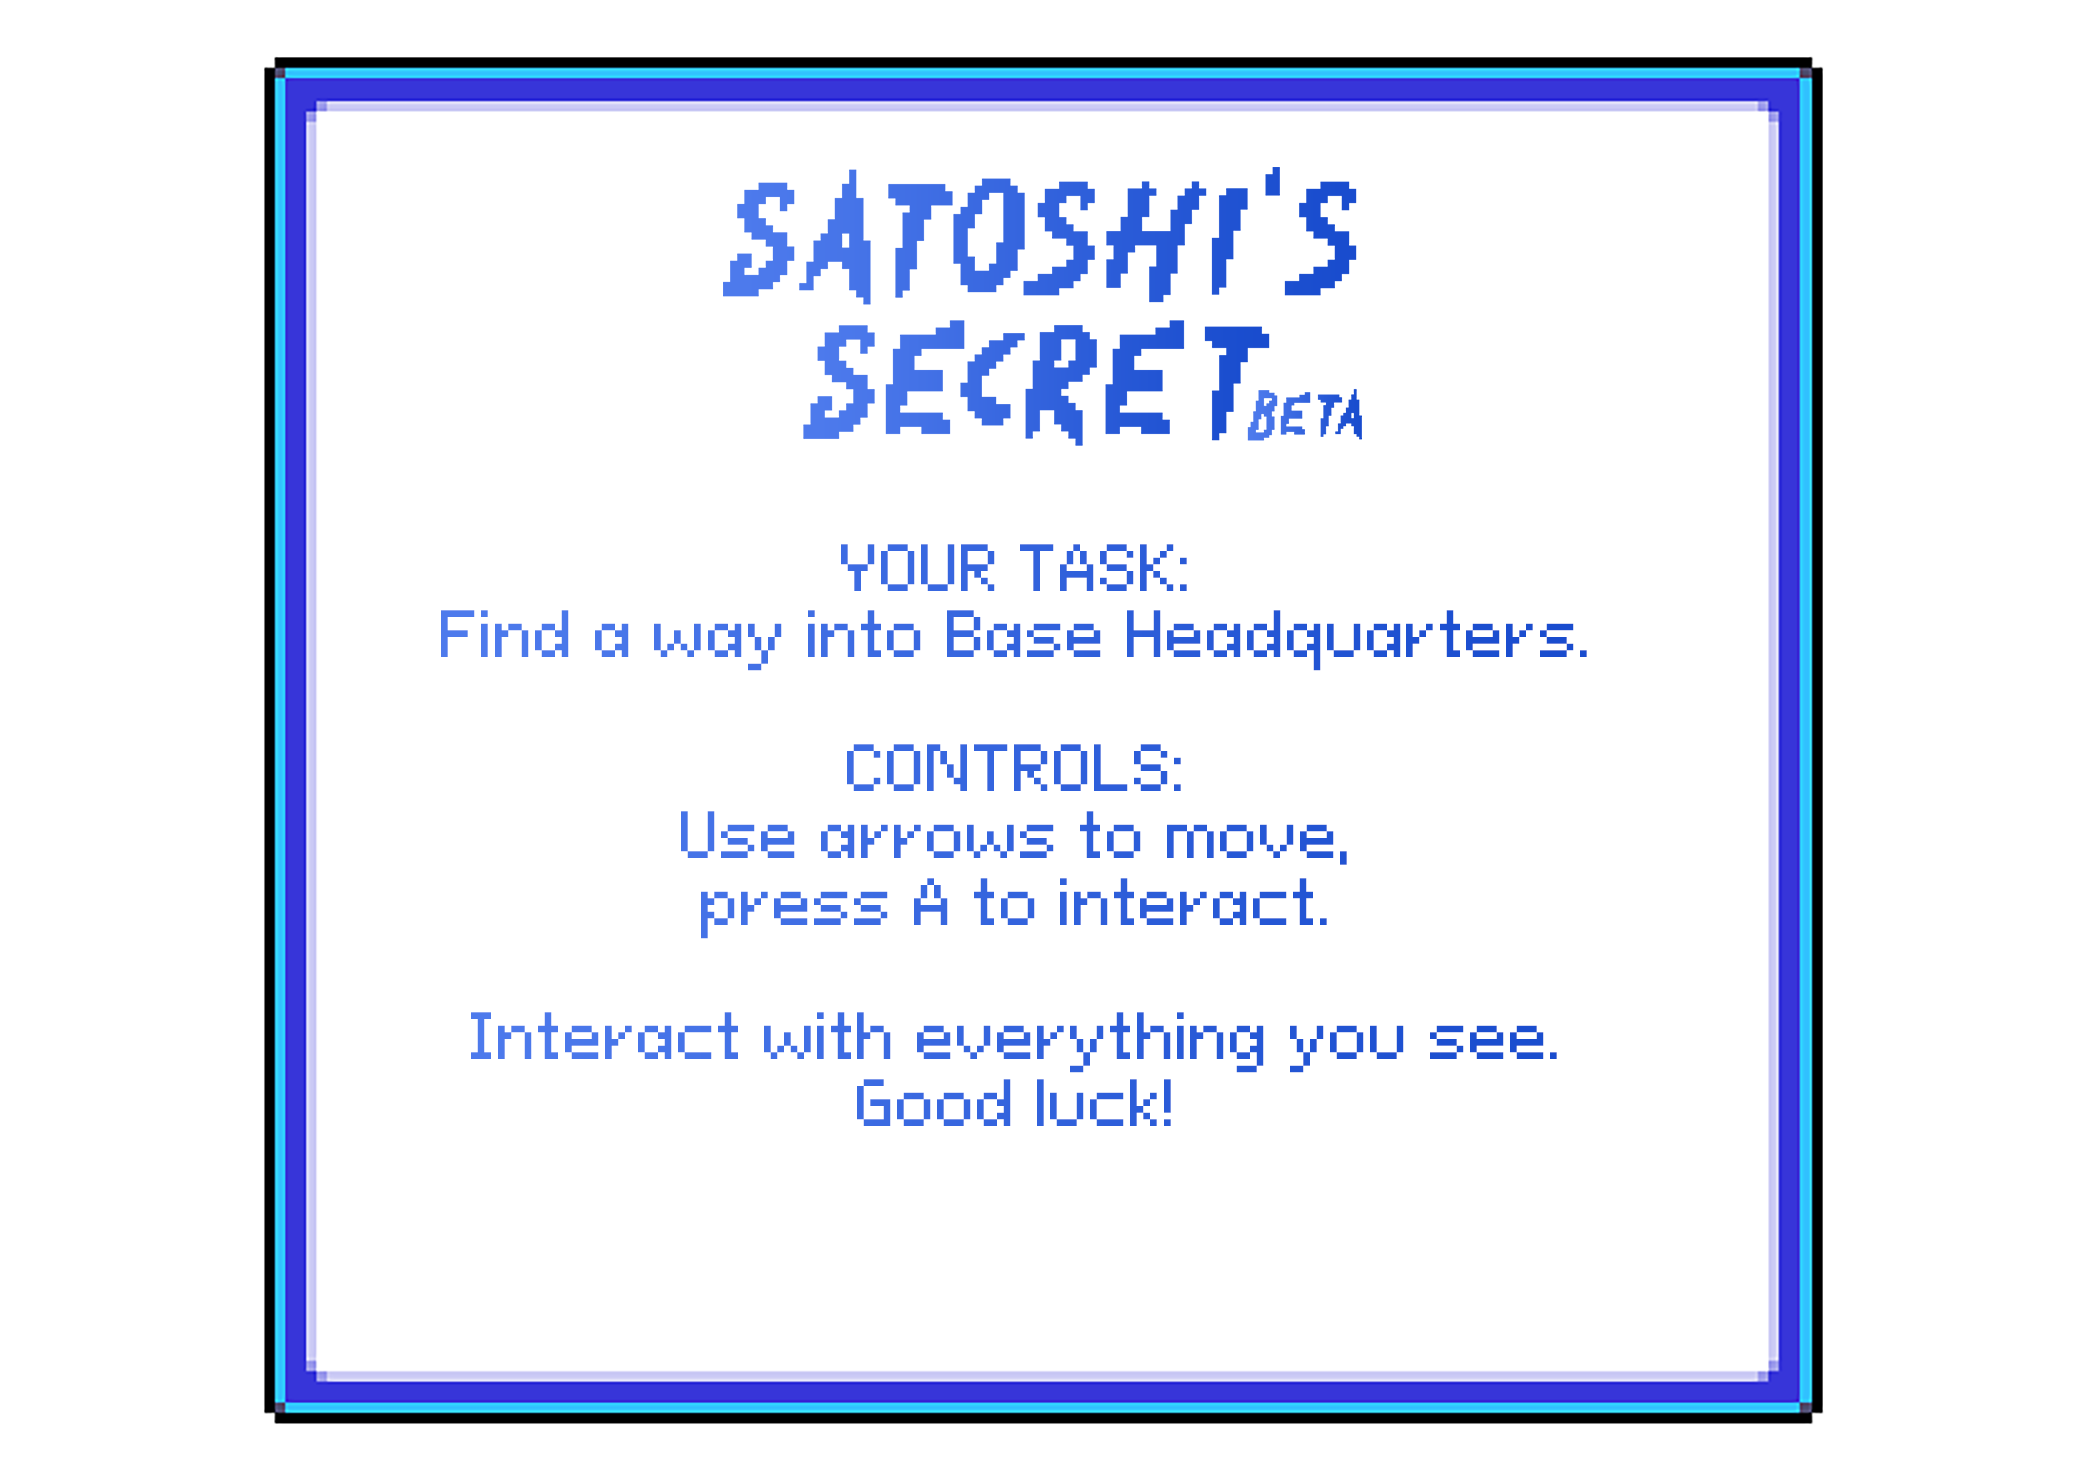 SATOSHI'S
SECRET BETA
YOUR TASK:
Find a way into Base Headquarters.
CONTROLS:
Use arrows to move,
press A to interact.
Interact with everything you see.
Good luck!